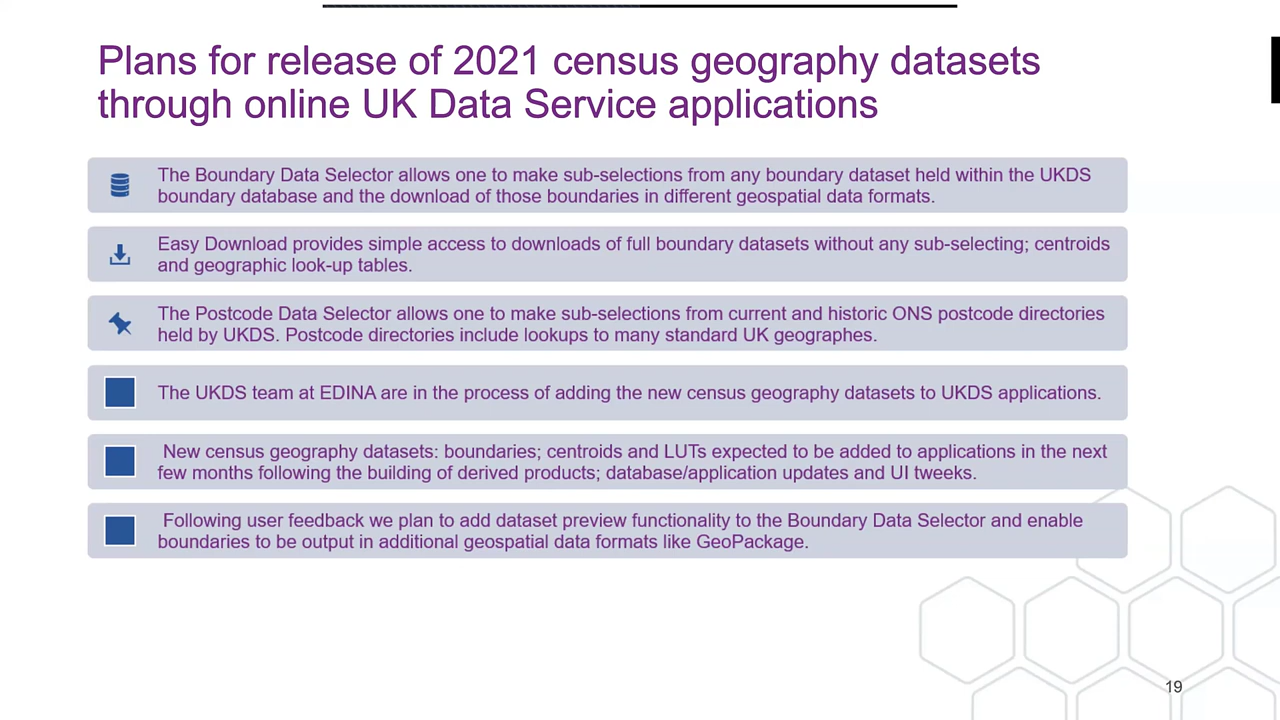 Plans for release of 2021 census geography datasets
through online UK Data Service applications
The Boundary Data Selector allows one to make sub-selections from any boundary dataset held within the UKDS
boundary database and the download of those boundaries in different geospatial data formats.
Easy Download provides simple access to downloads of full boundary datasets without any sub-selecting; centroids
and geographic look-up tables.
The Postcode Data Selector allows one to make sub-selections from current and historic ONS postcode directories
held by UKDS. Postcode directories include lookups to many standard UK geographes.
The UKDS team at EDINA are in the process of adding the new census geography datasets to UKDS applications.
New census geography datasets: boundaries; centroids and LUTs expected to be added to applications in the next
few months following the building of derived products; database/application updates and UI tweeks.
Following user feedback we plan to add dataset preview functionality to the Boundary Data Selector and enable
boundaries to be output in additional geospatial data formats like GeoPackage.
19